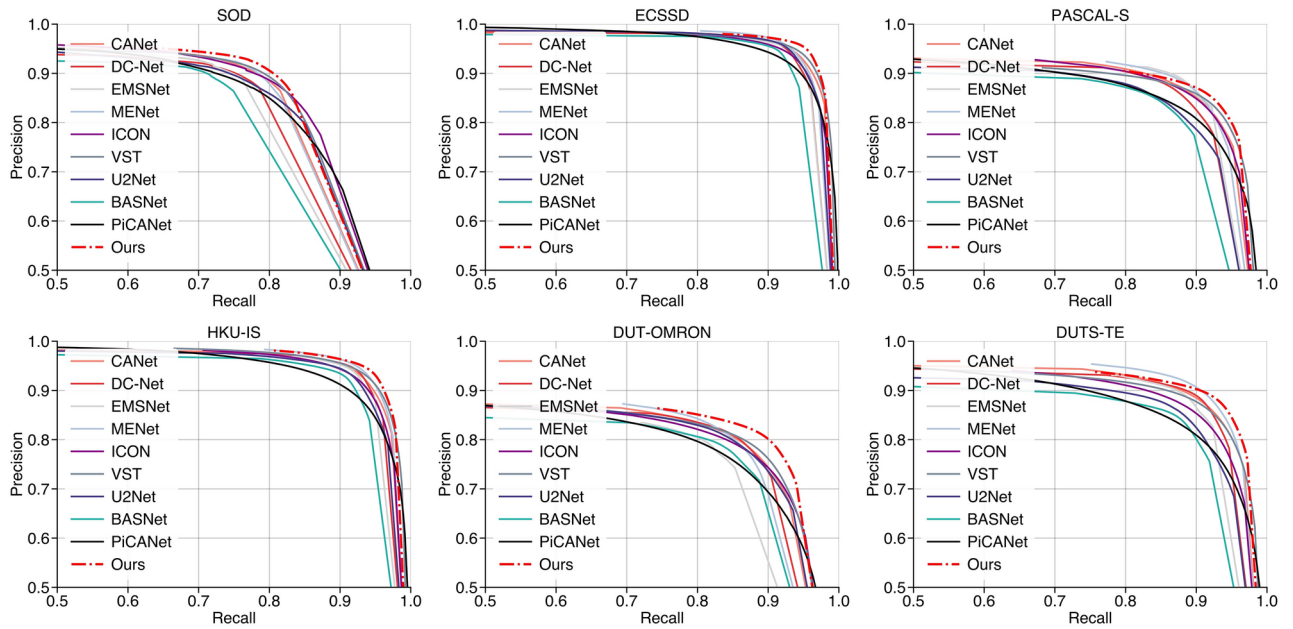 SOD
1.0
0.9
0.8
0.7
0.6
0.5
Precision
CANet
DC-Net
EMSNet
MENet
ICON
VST
U2Net
BASNet
PiCANet
Ours
0.5 0.6 0.7 0.8 0.9 1.0
Recall
ECSSD
1.0
0.9
0.8
0.7
0.6
0.5
Precision
CANet
DC-Net
EMSNet
MENet
ICON
VST
U2Net
BASNet
PiCANet
Ours
0.5 0.6 0.7 0.8 0.9 1.0
Recall
PASCAL-S
1.0
0.9
0.8
0.7
0.6
0.5
Precision
CANet
DC-Net
EMSNet
MENet
ICON
VST
U2Net
BASNet
PiCANet
Ours
0.5 0.6 0.7 0.8 0.9 1.0
Recall
HKU-IS
1.0
0.9
0.8
0.7
0.6
0.5
Precision
CANet
DC-Net
EMSNet
MENet
ICON
VST
U2Net
BASNet
PiCANet
Ours
0.5 0.6 0.7 0.8 0.9 1.0
Recall
DUT-OMRON
1.0
0.9
0.8
0.7
0.6
0.5
Precision
CANet
DC-Net
EMSNet
MENet
ICON
VST
U2Net
BASNet
PiCANet
Ours
0.5 0.6 0.7 0.8 0.9 1.0
Recall
DUTS-TE
1.0
0.9
0.8
0.7
0.6
0.5
Precision
CANet
DC-Net
EMSNet
MENet
ICON
VST
U2Net
BASNet
PiCANet
Ours
0.5 0.6 0.7 0.8 0.9 1.0
Recall